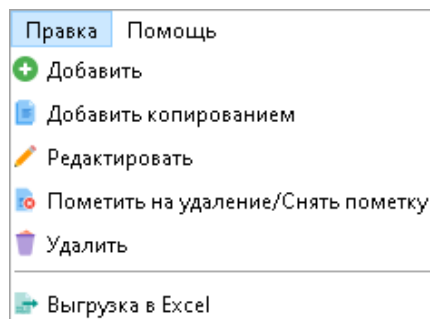 Правка Помощь
Добавить
Добавить копированием
Редактировать
Пометить на удаление/Снять пометку
Удалить
Выгрузка в Excel